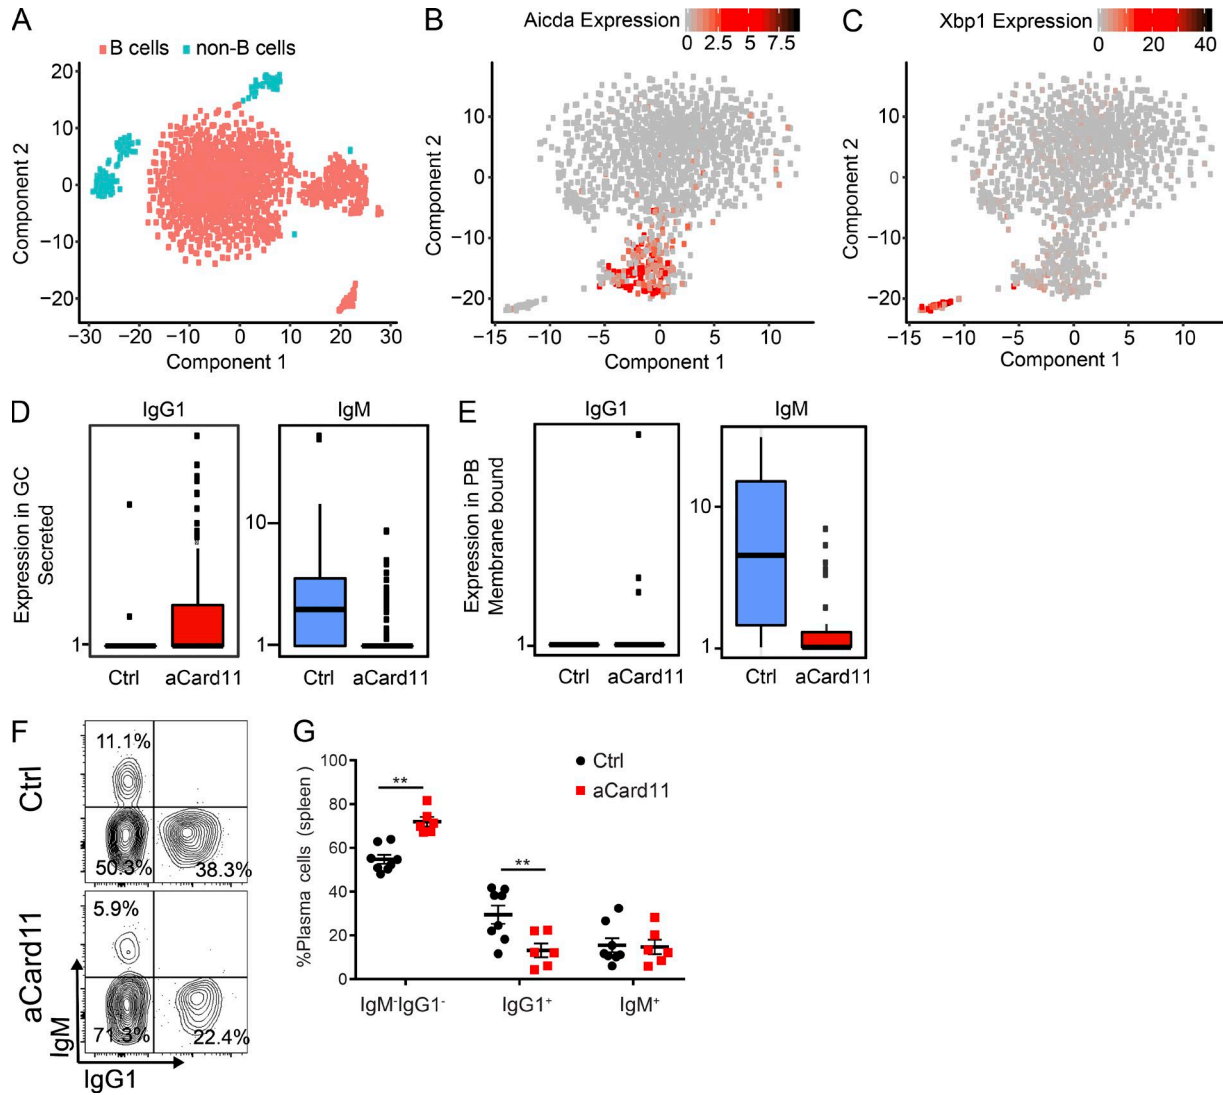 A
B cells
non-B cells
20
10
0
−10
−20
Component 2
−30
−20
−10
0
10
20
30
Component 1
B
Aicda Expression
0
2.5
5
7.5
20
10
0
−10
−20
Component 2
−15
−10
−5
0
5
10
Component 1
C
Xbp1 Expression
0
20
40
20
10
0
−10
−20
Component 2
−15
−10
−5
0
5
10
Component 1
D
IgG1
IgM
Expression in GC
Secreted
1
10
1
Ctrl
aCard11
Ctrl
aCard11
E
IgG1
IgM
Expression in PB
Membrane bound
1
10
1
Ctrl
aCard11
Ctrl
aCard11
F
Ctrl
11.1%
50.3%
38.3%
aCard11
5.9%
71.3%
22.4%
IgM
IgG1
G
Ctrl
aCard11
%Plasma cells (spleen )
100
80
60
40
20
0
**
**
IgM⁻IgG1⁻
IgG1⁺
IgM⁺